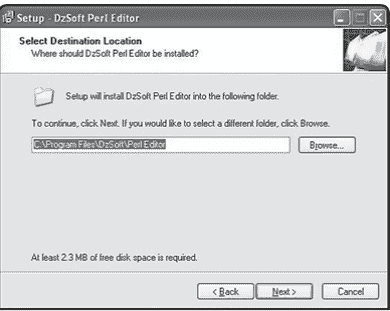 Setup - DzSoft Perl Editor
Select Destination Location
Where should DzSoft Perl Editor be installed?
Setup will install DzSoft Perl Editor into the following folder.
To continue, click Next. If you would like to select a different folder, click Browse.
C:\Program Files\DzSoft\Perl Editor
Browse...
At least 2.3 MB of free disk space is required.
< Back
Next >
Cancel